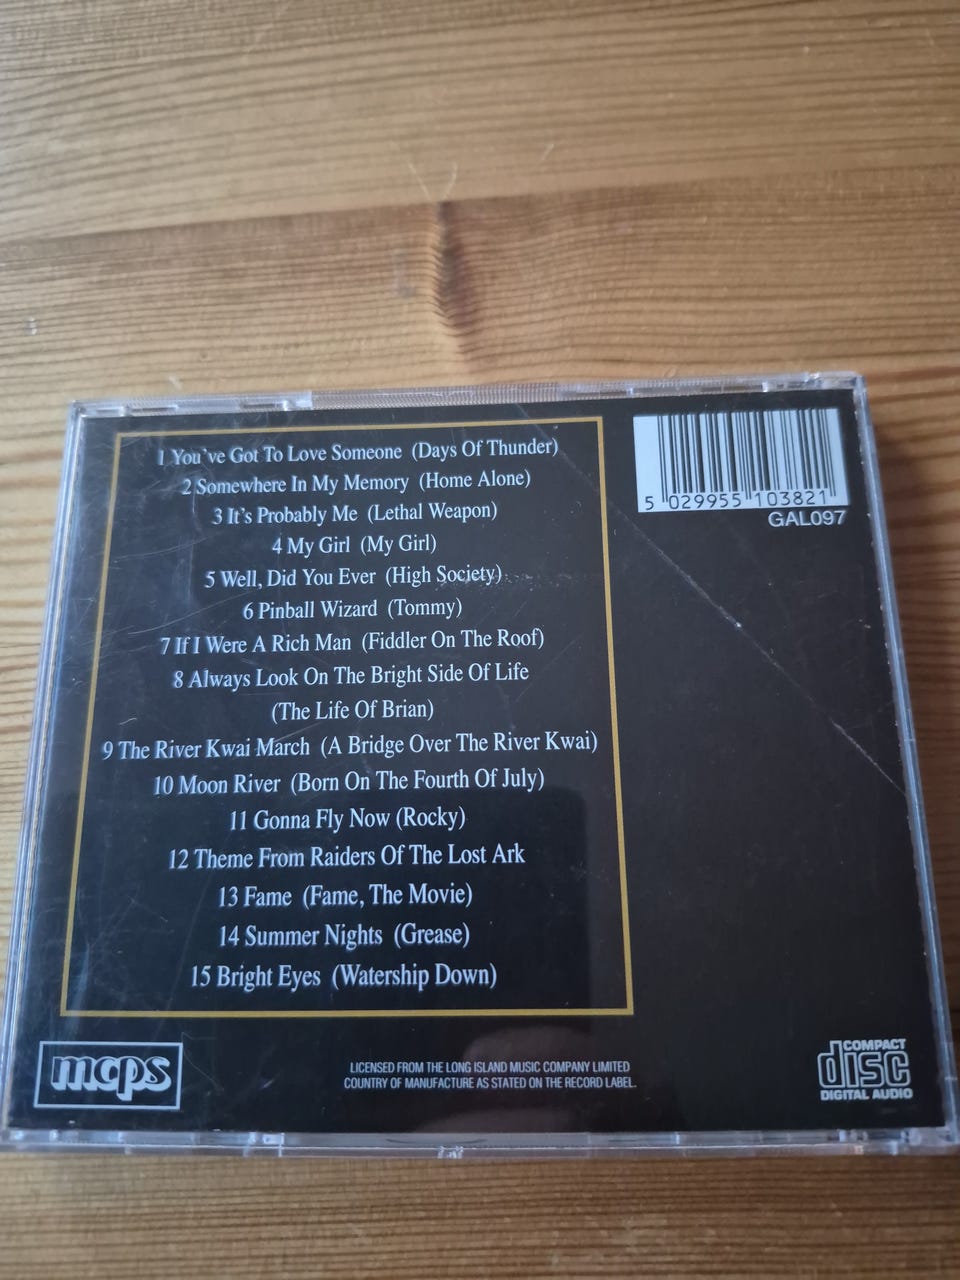 1 You've Got To Love Someone (Days Of Thunder)
2 Somewhere In My Memory (Home Alone)
3 It's Probably Me (Lethal Weapon)
4 My Girl (My Girl)
5 Well, Did You Ever (High Society)
6 Pinball Wizard (Tommy)
7 If I Were A Rich Man (Fiddler On The Roof)
8 Always Look On The Bright Side Of Life
(The Life Of Brian)
9 The River Kwai March (A Bridge Over The River Kwai)
10 Moon River (Born On The Fourth Of July)
11 Gonna Fly Now (Rocky)
12 Theme From Raiders Of The Lost Ark
13 Fame (Fame, The Movie)
14 Summer Nights (Grease)
15 Bright Eyes (Watership Down)
5 029955 103821
GAL097
mcps
LICENSED FROM THE LONG ISLAND MUSIC COMPANY LIMITED
COUNTRY OF MANUFACTURE AS STATED ON THE RECORD LABEL.
COMPACT
disc
DIGITAL AUDIO